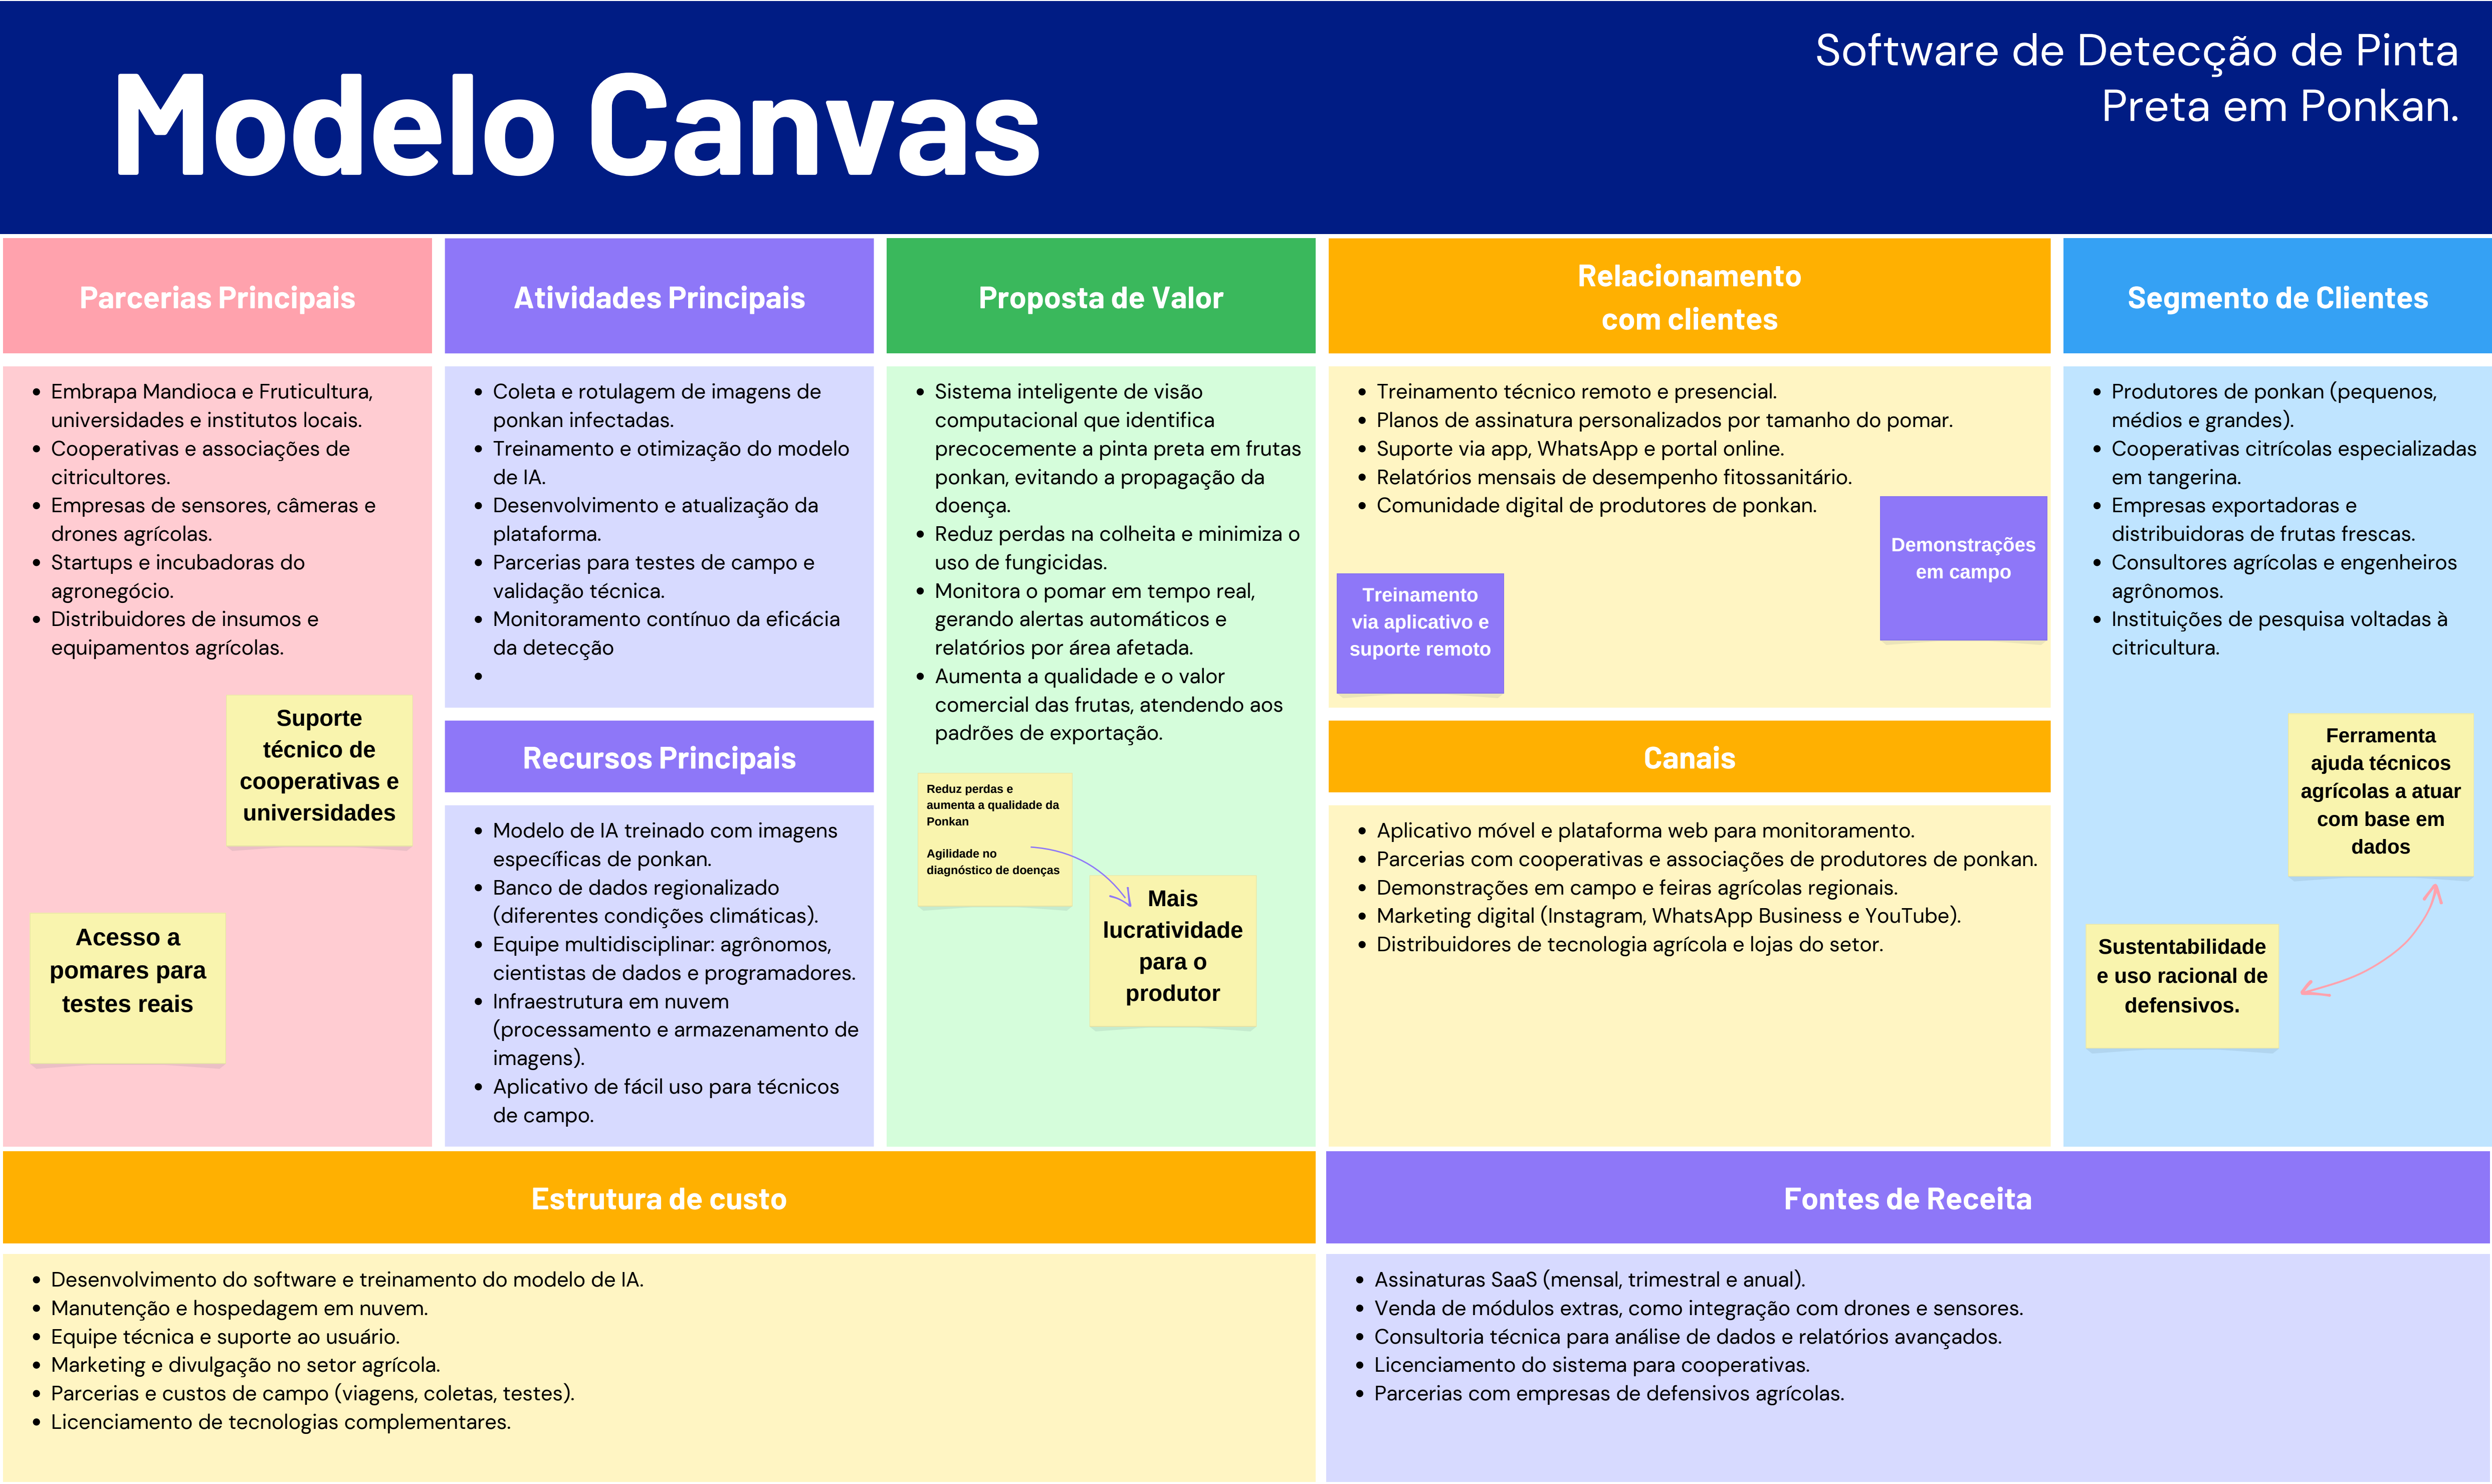 Modelo Canvas
Software de Detecção de Pinta
Preta em Ponkan.
Parcerias Principais
Embrapa Mandioca e Fruticultura,
universidades e institutos locais.
Cooperativas e associações de
citricultores.
Empresas de sensores, câmeras e
drones agrícolas.
Startups e incubadoras do
agronegócio.
Distribuidores de insumos e
equipamentos agrícolas.
Suporte
técnico de
cooperativas e
universidades
Acesso a
pomares para
testes reais
Atividades Principais
Coleta e rotulagem de imagens de
ponkan infectadas.
Treinamento e otimização do modelo
de IA.
Desenvolvimento e atualização da
plataforma.
Parcerias para testes de campo e
validação técnica.
Monitoramento contínuo da eficácia
da detecção
Recursos Principais
Modelo de IA treinado com imagens
específicas de ponkan.
Banco de dados regionalizado
(diferentes condições climáticas).
Equipe multidisciplinar: agrônomos,
cientistas de dados e programadores.
Infraestrutura em nuvem
(processamento e armazenamento de
imagens).
Aplicativo de fácil uso para técnicos
de campo.
Proposta de Valor
Sistema inteligente de visão
computacional que identifica
precocemente a pinta preta em frutas
ponkan, evitando a propagação da
doença.
Reduz perdas na colheita e minimiza o
uso de fungicidas.
Monitora o pomar em tempo real,
gerando alertas automáticos e
relatórios por área afetada.
Aumenta a qualidade e o valor
comercial das frutas, atendendo aos
padrões de exportação.
Reduz perdas e
aumenta a qualidade da
Ponkan
Agilidade no
diagnóstico de doenças
Mais
lucratividade
para o
produtor
Relacionamento
com clientes
Treinamento técnico remoto e presencial.
Planos de assinatura personalizados por tamanho do pomar.
Suporte via app, WhatsApp e portal online.
Relatórios mensais de desempenho fitossanitário.
Comunidade digital de produtores de ponkan.
Demonstrações
em campo
Treinamento
via aplicativo e
suporte remoto
Canais
Aplicativo móvel e plataforma web para monitoramento.
Parcerias com cooperativas e associações de produtores de ponkan.
Demonstrações em campo e feiras agrícolas regionais.
Marketing digital (Instagram, WhatsApp Business e YouTube).
Distribuidores de tecnologia agrícola e lojas do setor.
Segmento de Clientes
Produtores de ponkan (pequenos,
médios e grandes).
Cooperativas citrícolas especializadas
em tangerina.
Empresas exportadoras e
distribuidoras de frutas frescas.
Consultores agrícolas e engenheiros
agrônomos.
Instituições de pesquisa voltadas à
citricultura.
Ferramenta
ajuda técnicos
agrícolas a atuar
com base em
dados
Sustentabilidade
e uso racional de
defensivos.
Estrutura de custo
Desenvolvimento do software e treinamento do modelo de IA.
Manutenção e hospedagem em nuvem.
Equipe técnica e suporte ao usuário.
Marketing e divulgação no setor agrícola.
Parcerias e custos de campo (viagens, coletas, testes).
Licenciamento de tecnologias complementares.
Fontes de Receita
Assinaturas SaaS (mensal, trimestral e anual).
Venda de módulos extras, como integração com drones e sensores.
Consultoria técnica para análise de dados e relatórios avançados.
Licenciamento do sistema para cooperativas.
Parcerias com empresas de defensivos agrícolas.